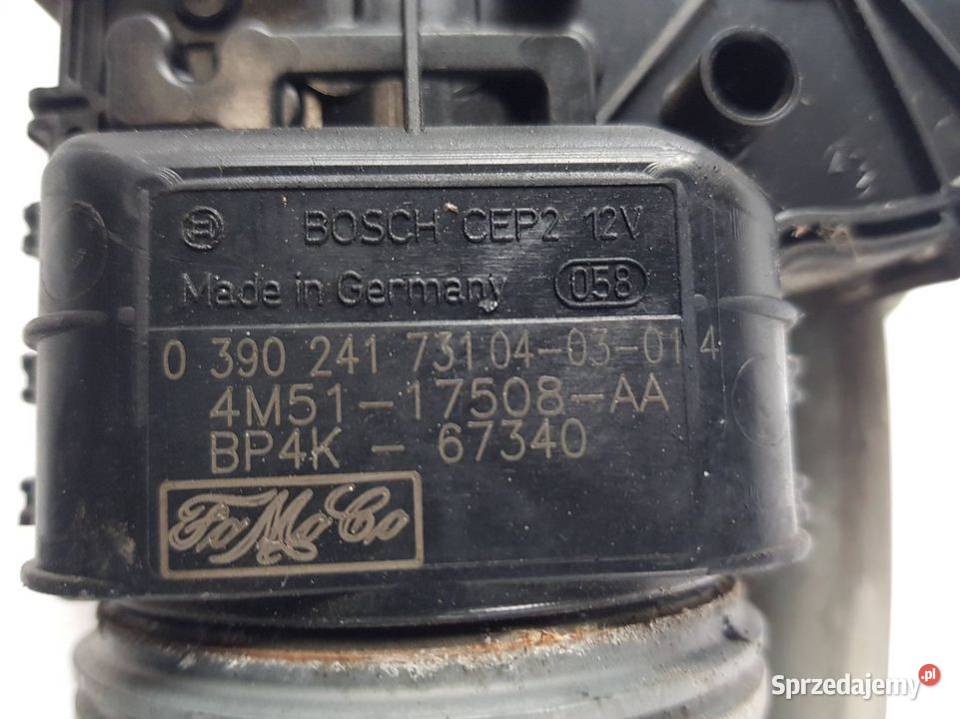 BOSCH CEP2 12V
Made in Germany 058
0 390 241 731 04-03-01 4
4M51-17508-AA
BP4K - 67340
FoMoCo
Sprzedajemy.pl